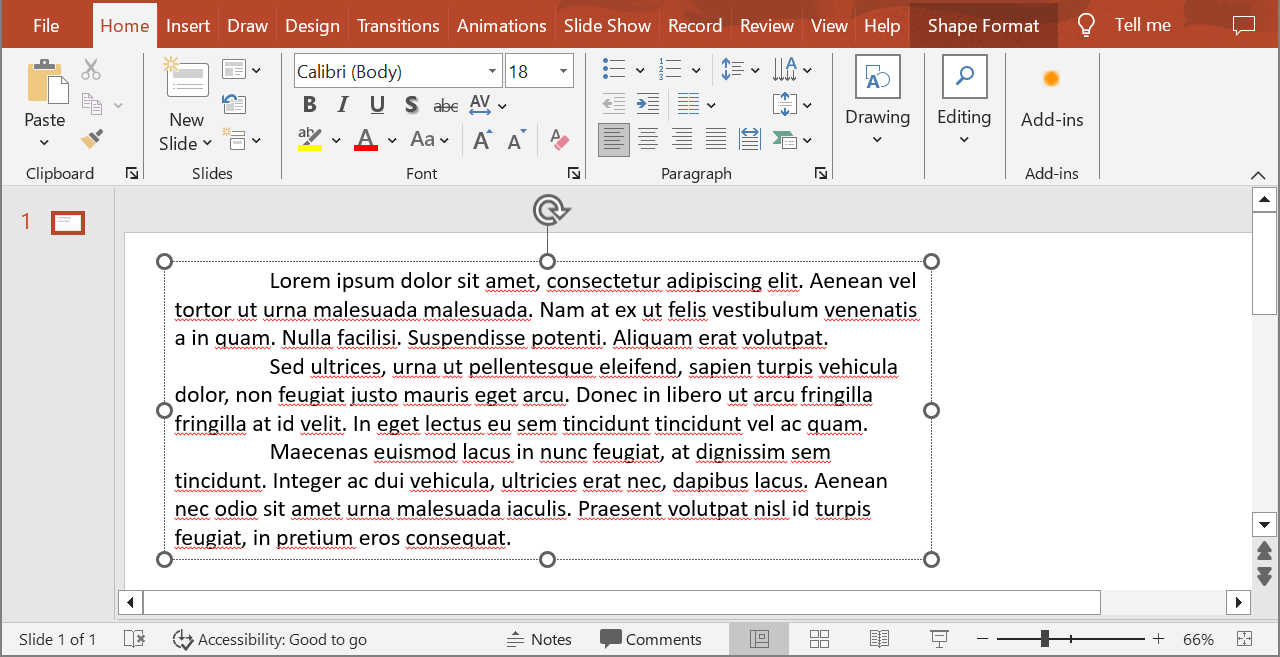 File Home Insert Draw Design Transitions Animations Slide Show Record Review View Help Shape Format Tell me
Calibri (Body) 18
B I U S abc AV
Paste New Slide Drawing Editing Add-ins
A Aa A A A
Clipboard Slides Font Paragraph Add-ins
1
Lorem ipsum dolor sit amet, consectetur adipiscing elit. Aenean vel
tortor ut urna malesuada malesuada. Nam at ex ut felis vestibulum venenatis
a in quam. Nulla facilisi. Suspendisse potenti. Aliquam erat volutpat.
Sed ultrices, urna ut pellentesque eleifend, sapien turpis vehicula
dolor, non feugiat justo mauris eget arcu. Donec in libero ut arcu fringilla
fringilla at id velit. In eget lectus eu sem tincidunt tincidunt vel ac quam.
Maecenas euismod lacus in nunc feugiat, at dignissim sem
tincidunt. Integer ac dui vehicula, ultricies erat nec, dapibus lacus. Aenean
nec odio sit amet urna malesuada iaculis. Praesent volutpat nisl id turpis
feugiat, in pretium eros consequat.
Slide 1 of 1 Accessibility: Good to go Notes Comments 66%